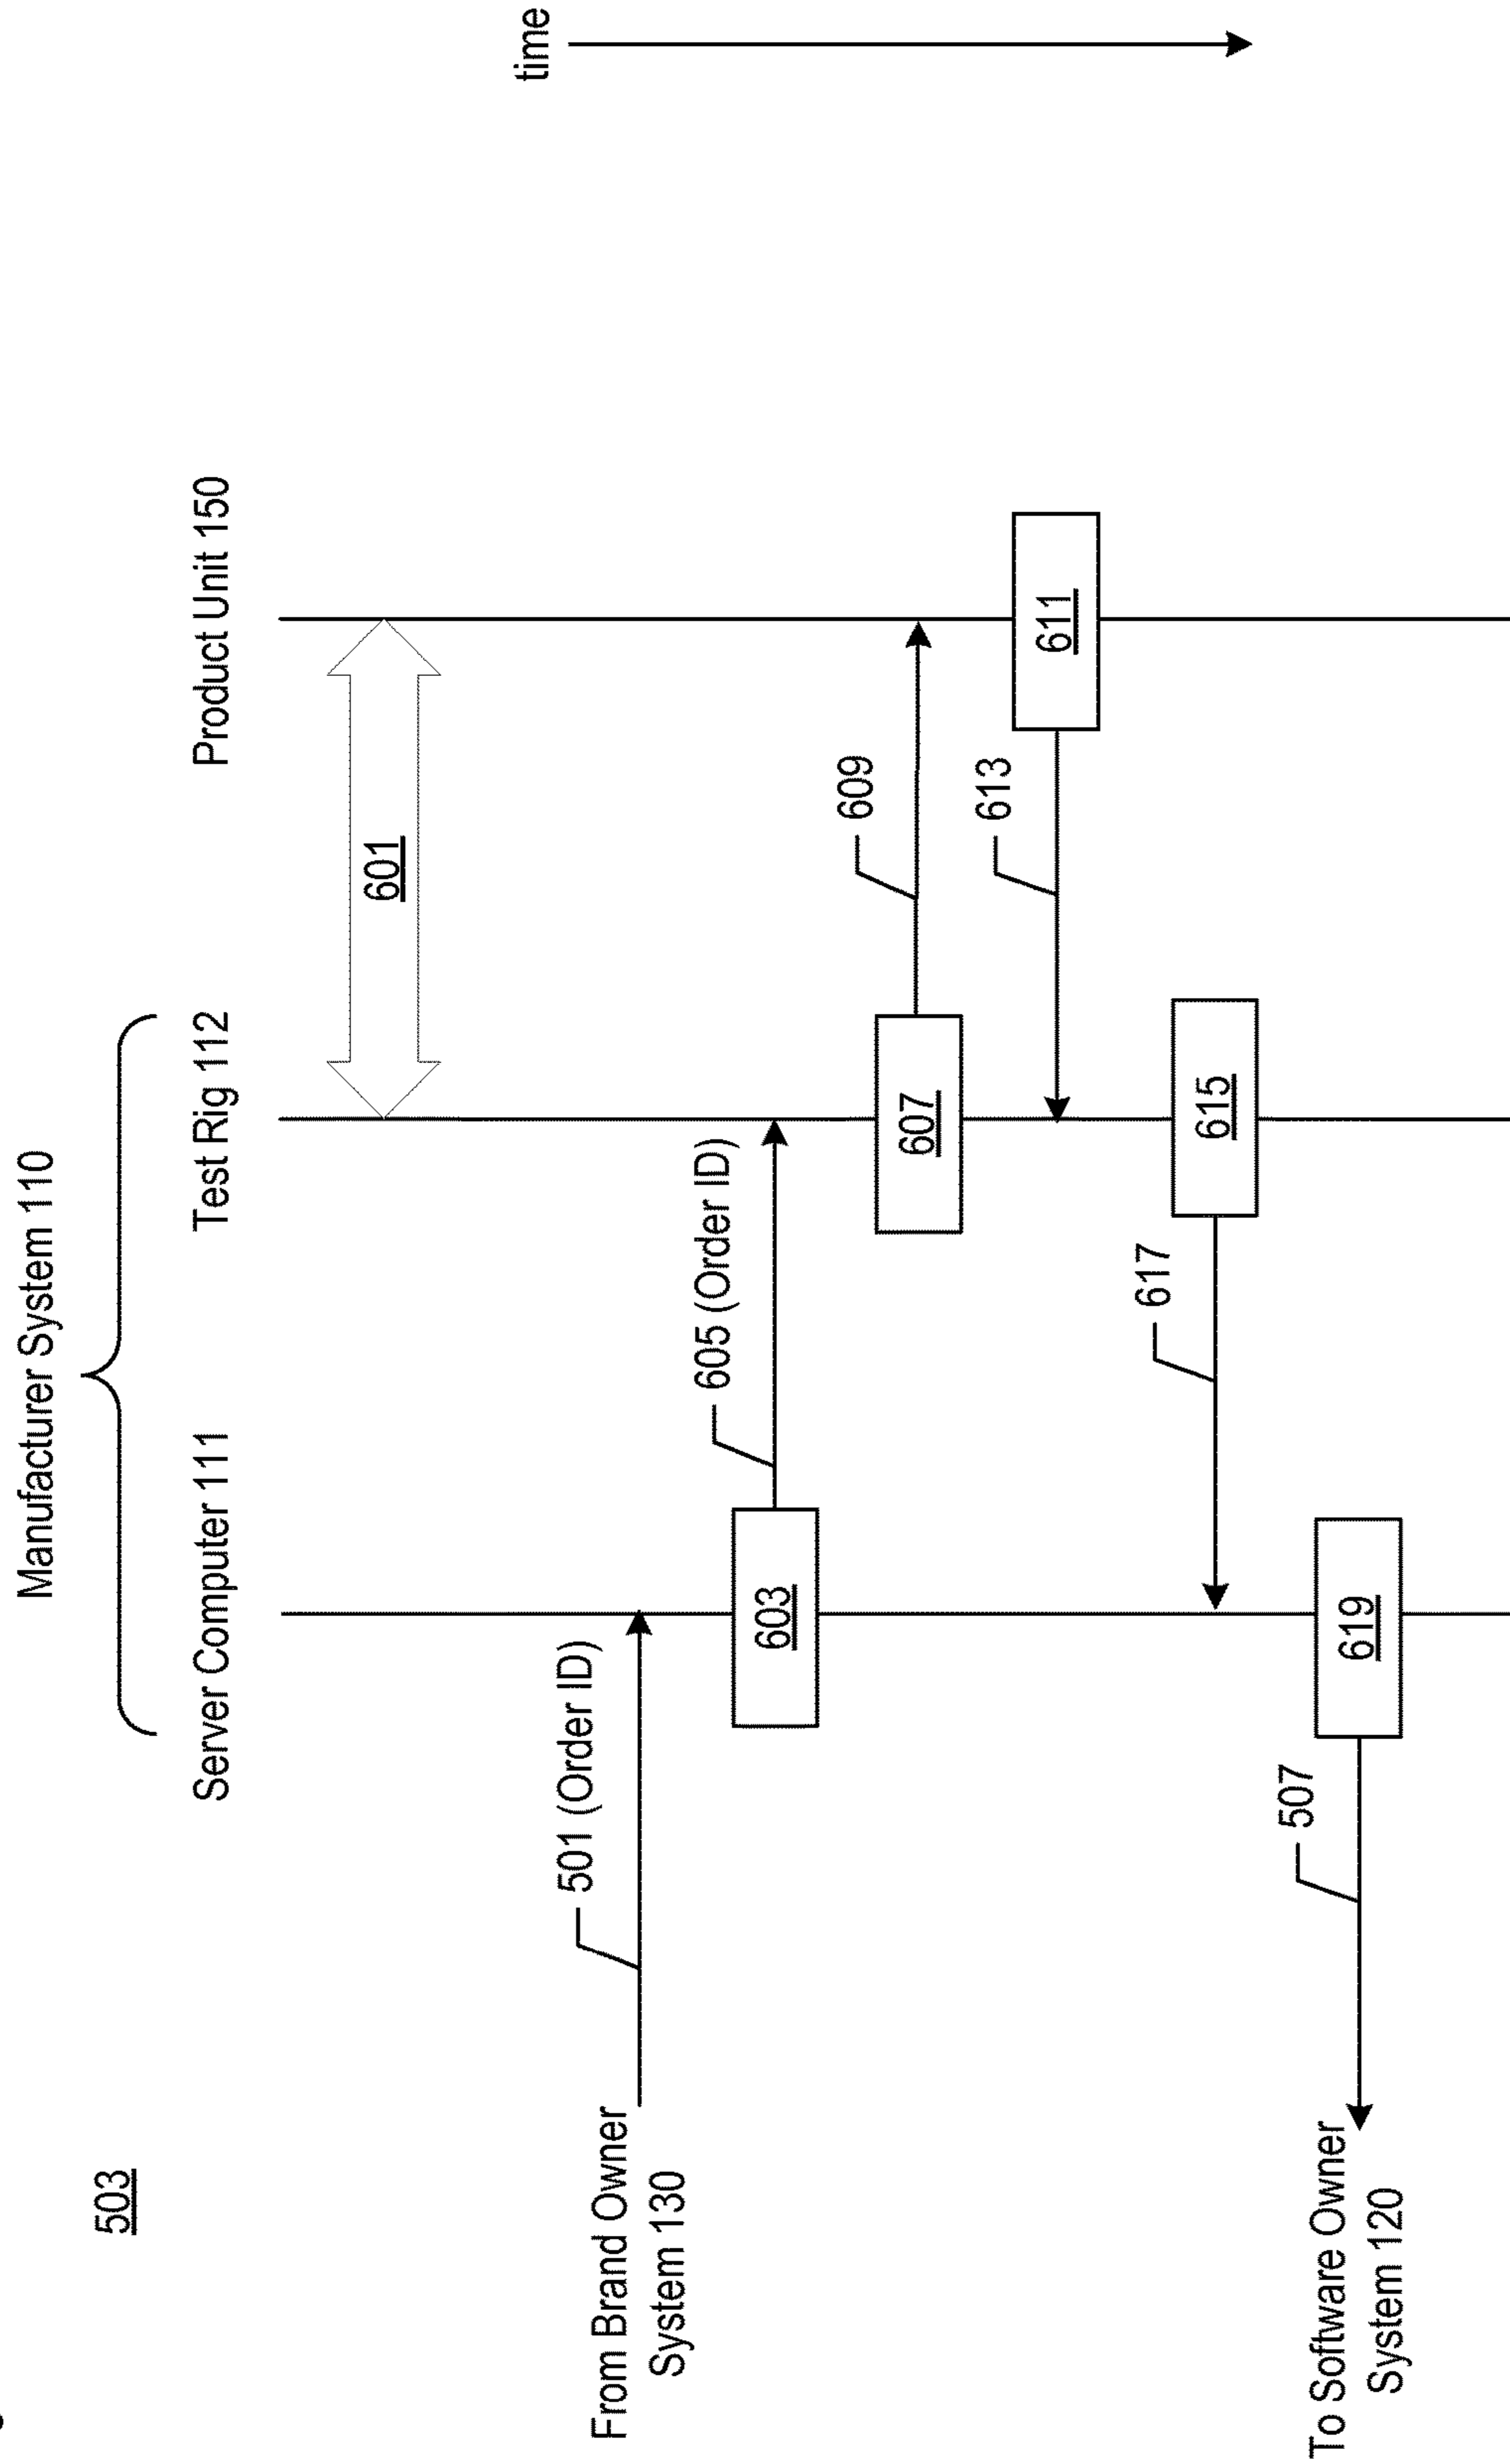 503
Manufacturer System 110
Server Computer 111
Test Rig 112
Product Unit 150
time
601
501 (Order ID)
From Brand Owner
System 130
603
605 (Order ID)
607
609
611
613
615
617
619
507
To Software Owner
System 120